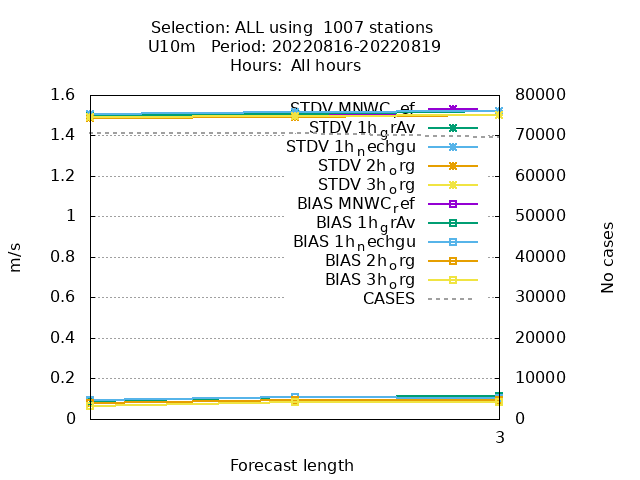 Selection: ALL using  1007 stations
U10m   Period: 20220816-20220819
Hours:  All hours
1.6
1.4
1.2
1
0.8
0.6
0.4
0.2
0
m/s
STDV MNWC_ref
STDV 1h_grAv
STDV 1h_nechgu
STDV 2h_org
STDV 3h_org
BIAS MNWC_ref
BIAS 1h_grAv
BIAS 1h_nechgu
BIAS 2h_org
BIAS 3h_org
CASES
80000
70000
60000
50000
40000
30000
20000
10000
0
No cases
3
Forecast length